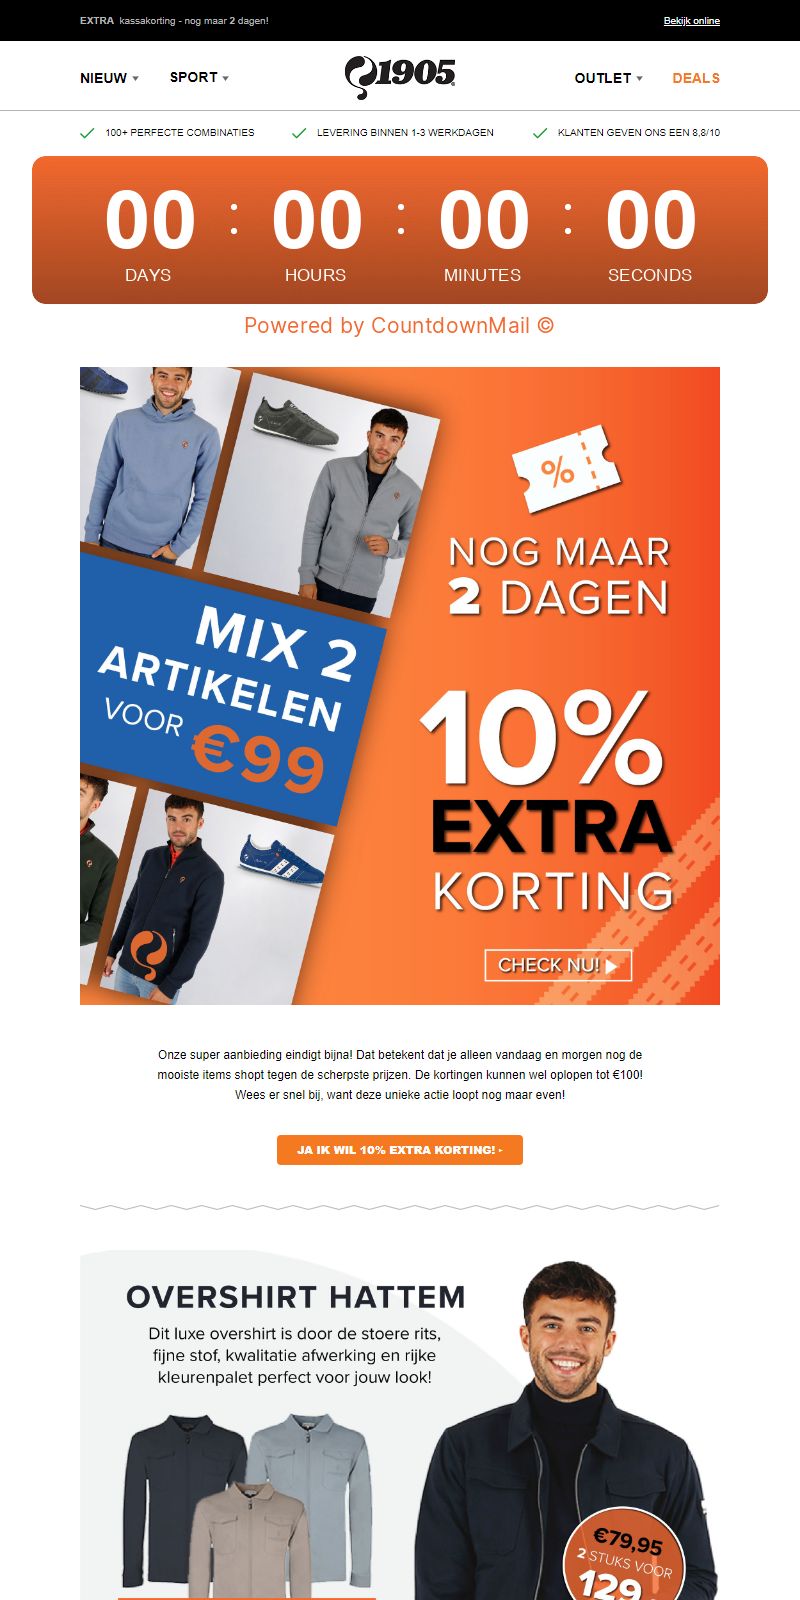 EXTRA kassakorting - nog maar 2 dagen!
Bekijk online
NIEUW SPORT 1905 OUTLET DEALS
100+ PERFECTE COMBINATIES LEVERING BINNEN 1-3 WERKDAGEN KLANTEN GEVEN ONS EEN 8,8/10
00 : 00 : 00 : 00
DAYS HOURS MINUTES SECONDS
Powered by CountdownMail ©
MIX 2
ARTIKELEN
VOOR €99
%
NOG MAAR
2 DAGEN
10%
EXTRA
KORTING
CHECK NU!
Onze super aanbieding eindigt bijna! Dat betekent dat je alleen vandaag en morgen nog de
mooiste items shopt tegen de scherpste prijzen. De kortingen kunnen wel oplopen tot €100!
Wees er snel bij, want deze unieke actie loopt nog maar even!
JA IK WIL 10% EXTRA KORTING!
OVERSHIRT HATTEM
Dit luxe overshirt is door de stoere rits,
fijne stof, kwalitatie afwerking en rijke
kleurenpalet perfect voor jouw look!
€79,95
2 STUKS VOOR
129